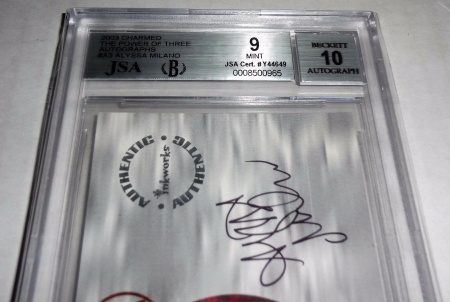 2003 CHARMED
THE POWER OF THREE
AUTOGRAPHS
#A3 ALYSSA MILANO
JSA B
9
MINT
JSA Cert. # Y44649
0008500965
BECKETT
10
AUTOGRAPH
AUTHENTIC • AUTHENTIC •
Inkworks